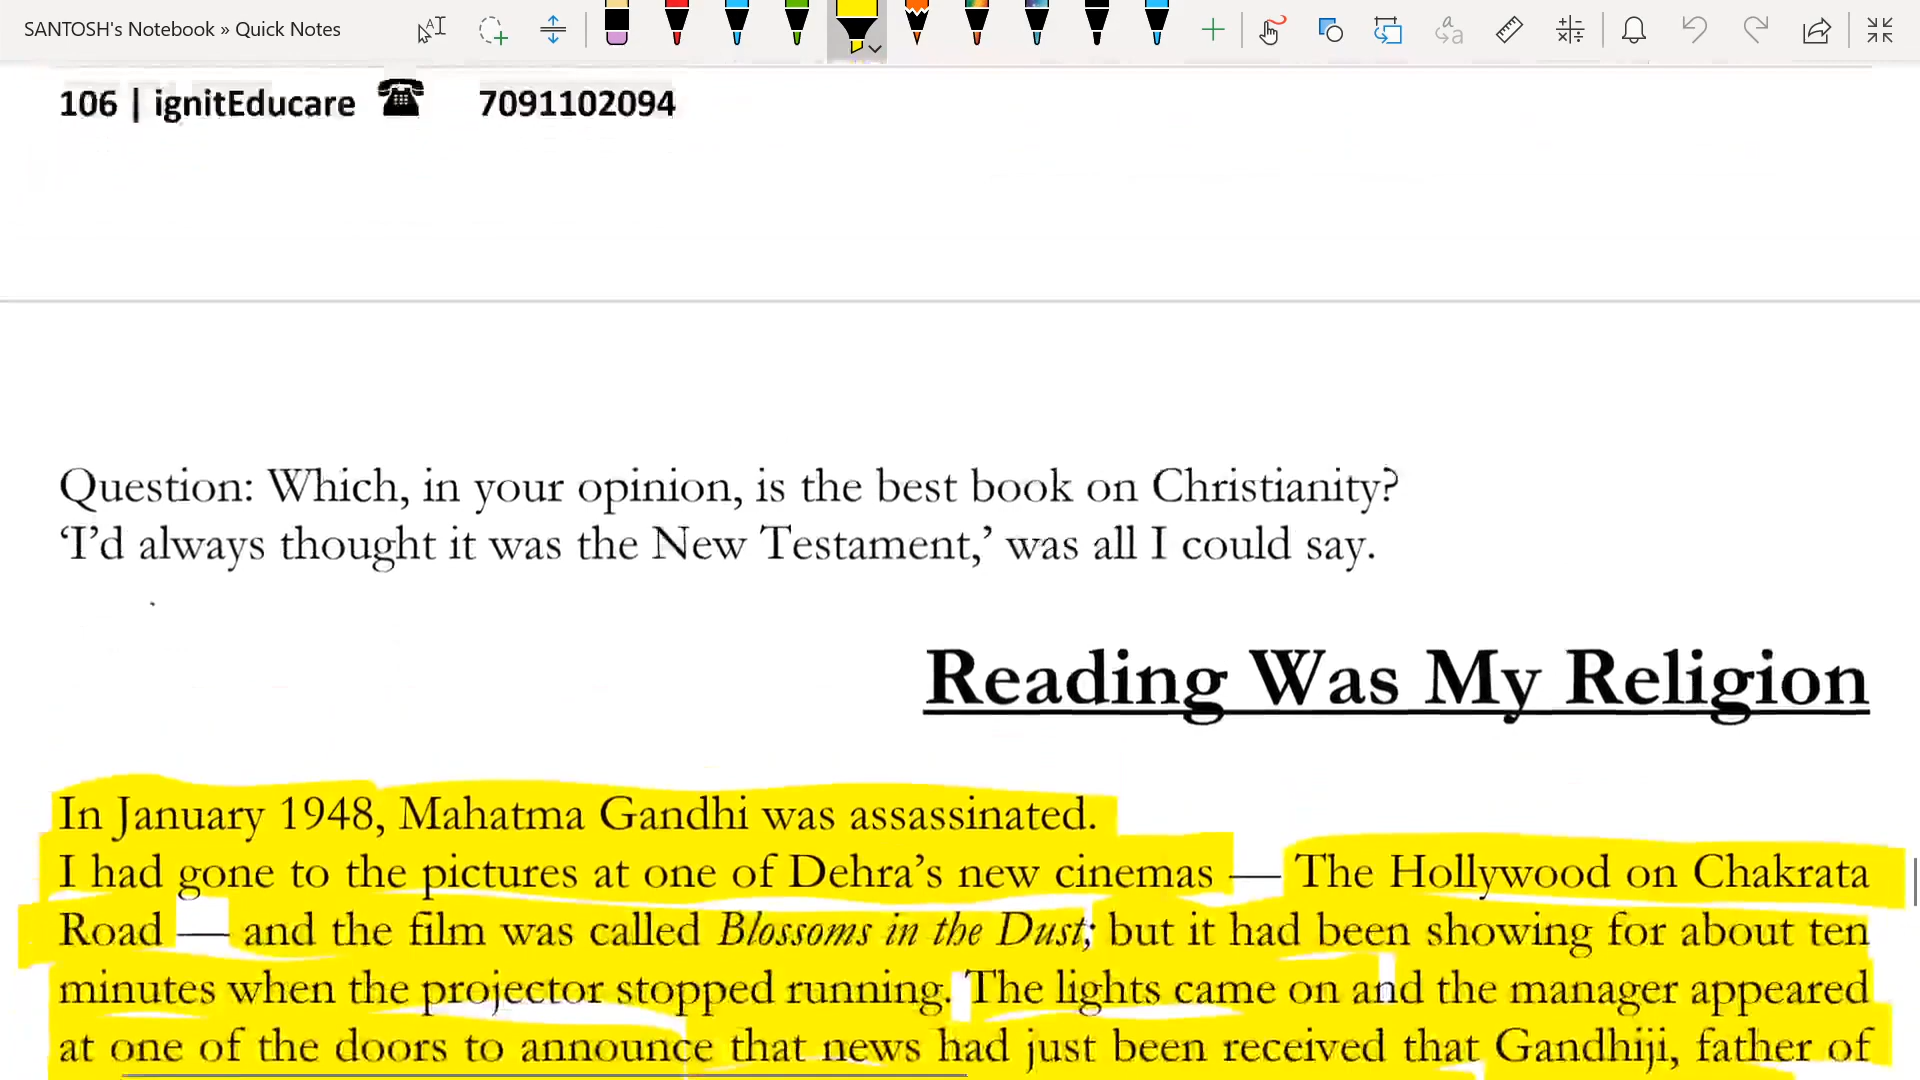 SANTOSH's Notebook » Quick Notes
106 | ignitEducare ☎ 7091102094
Question: Which, in your opinion, is the best book on Christianity?
‘I’d always thought it was the New Testament,’ was all I could say.
Reading Was My Religion
In January 1948, Mahatma Gandhi was assassinated.
I had gone to the pictures at one of Dehra’s new cinemas — The Hollywood on Chakrata
Road — and the film was called Blossoms in the Dust; but it had been showing for about ten
minutes when the projector stopped running. The lights came on and the manager appeared
at one of the doors to announce that news had just been received that Gandhiji, father of